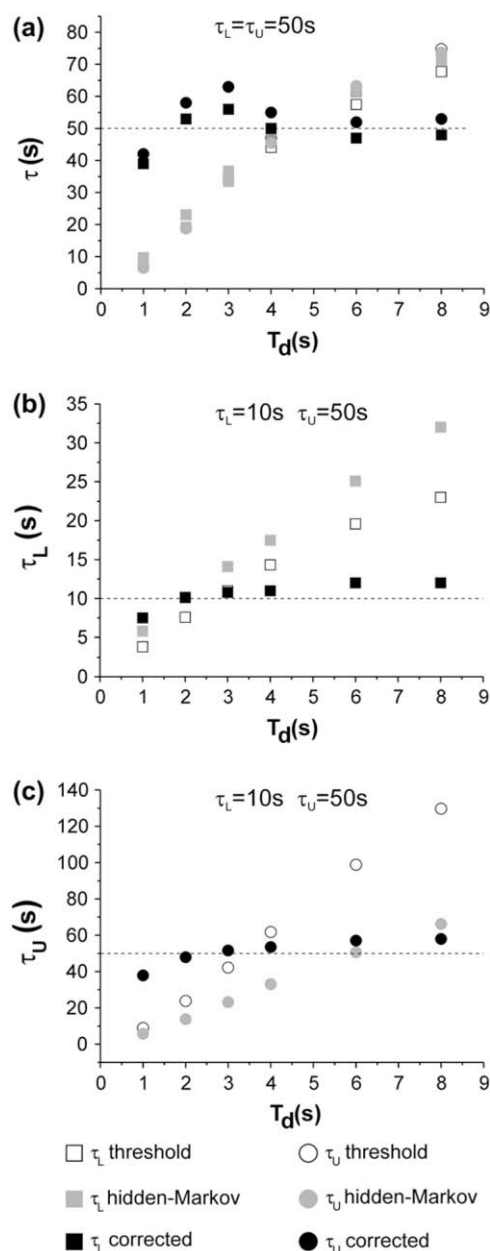 (a)
τL=τU=50s
80
70
60
50
40
30
20
10
0
τ (s)
0 1 2 3 4 5 6 7 8 9
Td(s)
(b)
τL=10s τU=50s
35
30
25
20
15
10
5
0
τL (s)
0 1 2 3 4 5 6 7 8 9
Td(s)
(c)
τL=10s τU=50s
140
120
100
80
60
40
20
0
τU (s)
0 1 2 3 4 5 6 7 8 9
Td(s)
τL threshold τU threshold
τL hidden-Markov τU hidden-Markov
τL corrected τU corrected